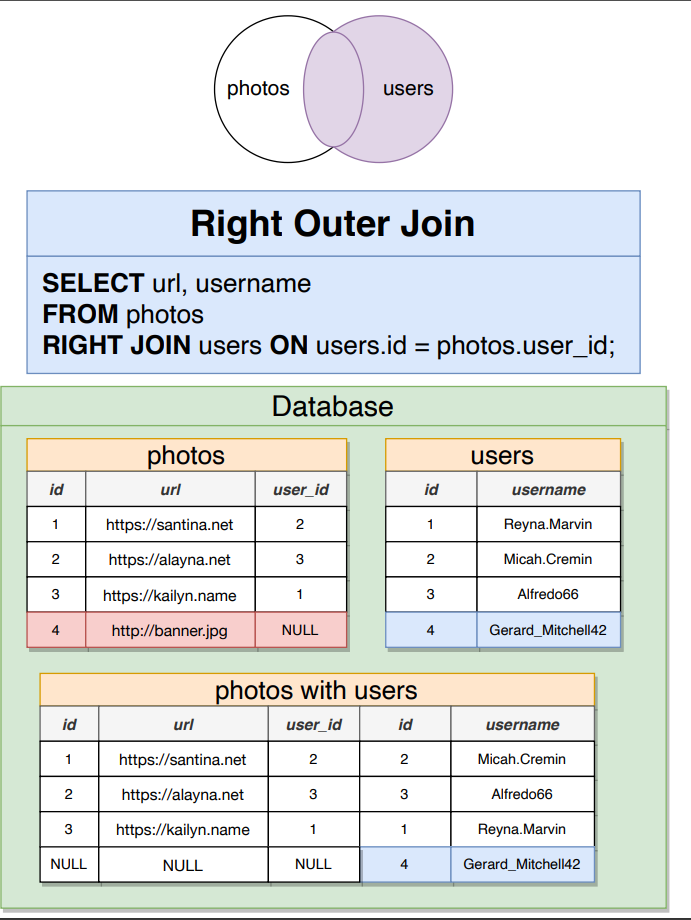 photos users
Right Outer Join
SELECT url, username
FROM photos
RIGHT JOIN users ON users.id = photos.user_id;
Database
photos
id url user_id
1 https://santina.net 2
2 https://alayna.net 3
3 https://kailyn.name 1
4 http://banner.jpg NULL
users
id username
1 Reyna.Marvin
2 Micah.Cremin
3 Alfredo66
4 Gerard_Mitchell42
photos with users
id url user_id id username
1 https://santina.net 2 2 Micah.Cremin
2 https://alayna.net 3 3 Alfredo66
3 https://kailyn.name 1 1 Reyna.Marvin
NULL NULL NULL 4 Gerard_Mitchell42